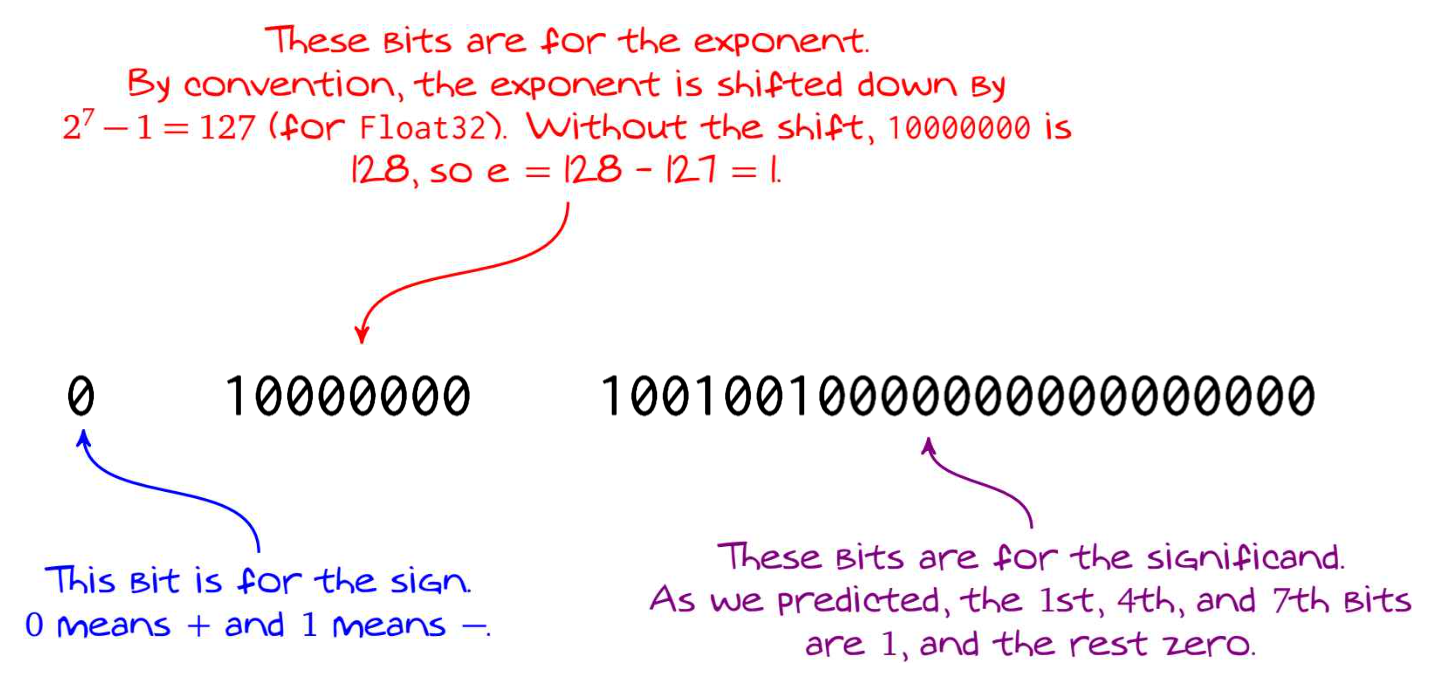 These bits are for the exponent.
By convention, the exponent is shifted down by
2⁷ − 1 = 127 (for Float32). Without the shift, 10000000 is
128, so e = 128 - 127 = 1.
0 10000000 10010010000000000000000
This bit is for the sign.
0 means + and 1 means −.
These bits are for the significand.
As we predicted, the 1st, 4th, and 7th bits
are 1, and the rest zero.